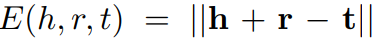 E(h, r, t) = ||h + r − t||